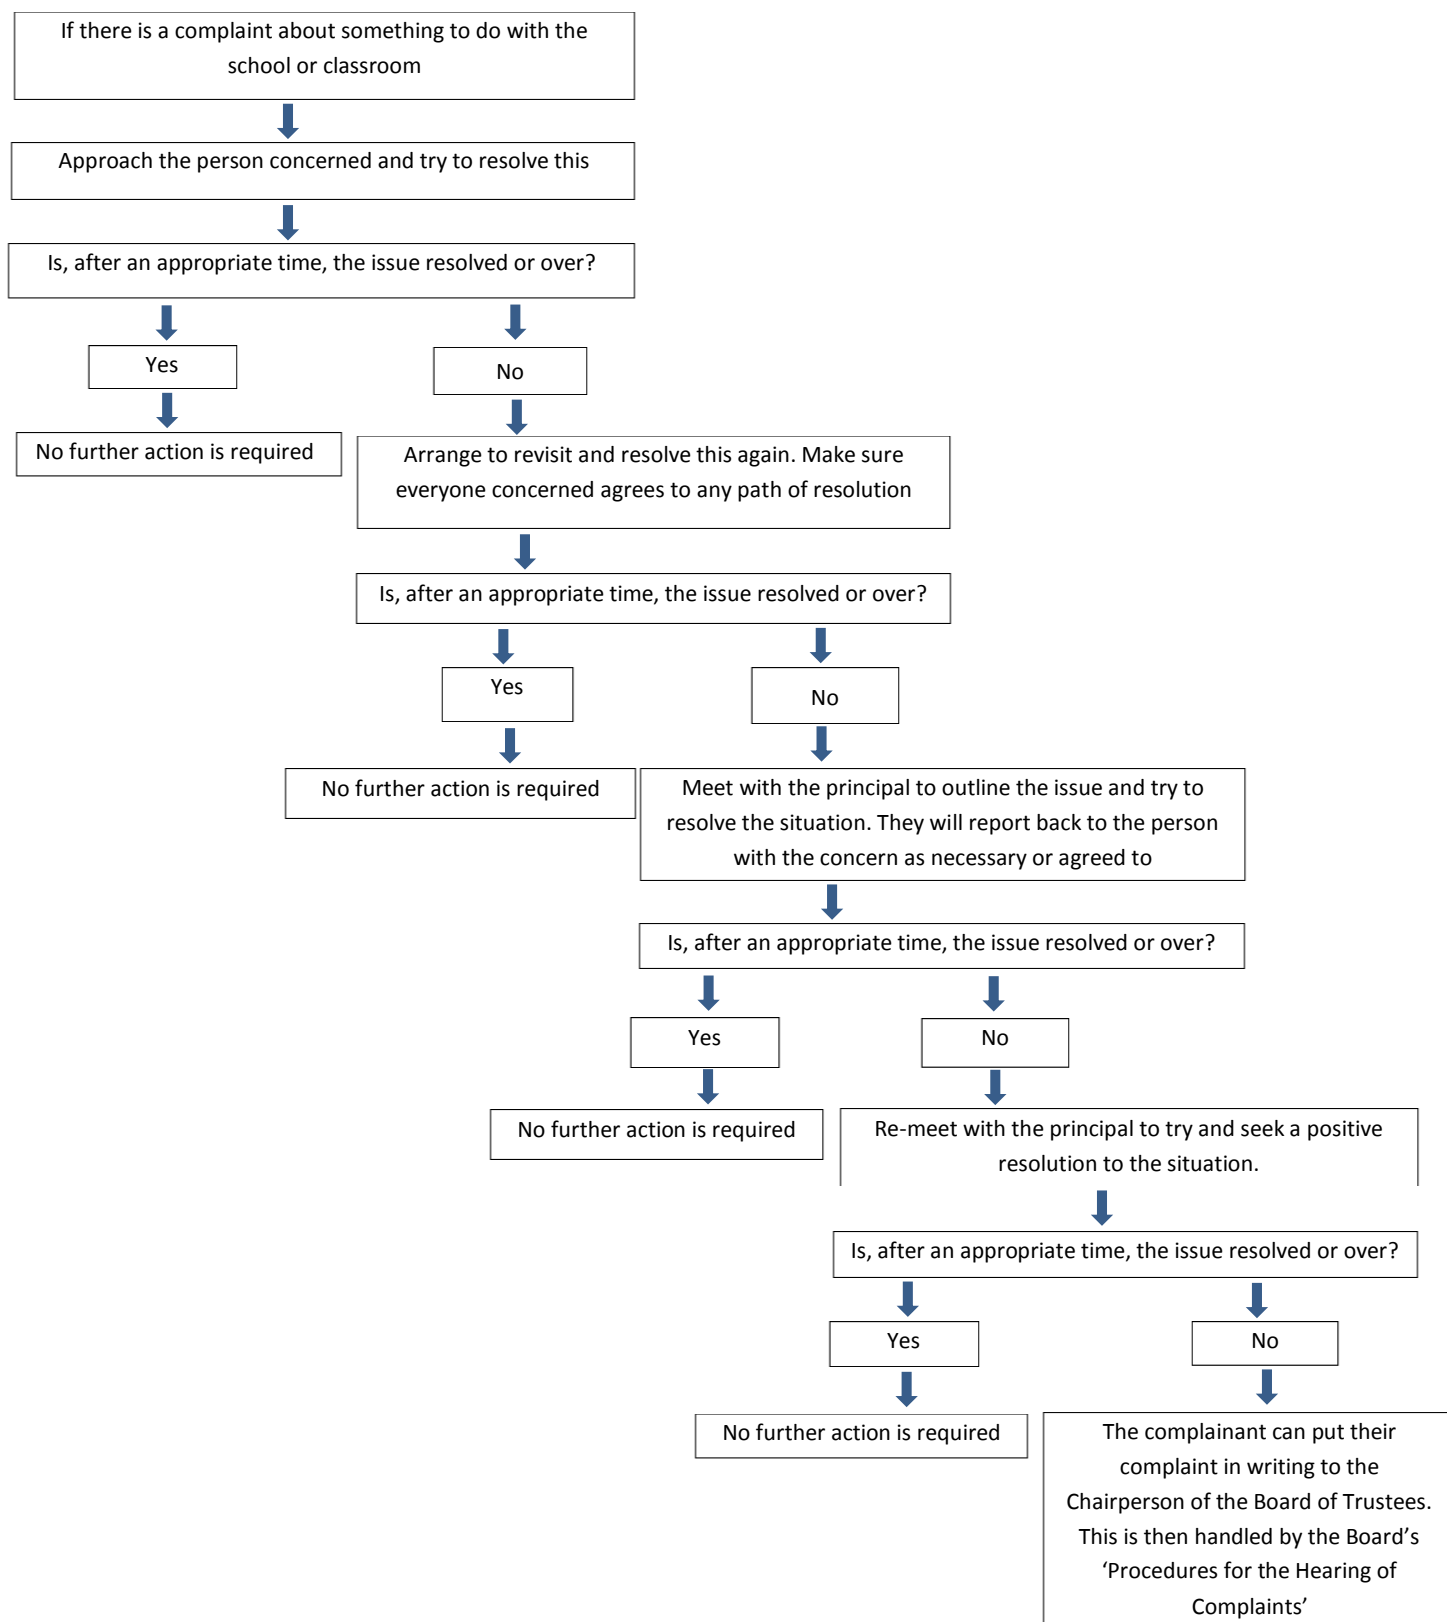 If there is a complaint about something to do with the
school or classroom
Approach the person concerned and try to resolve this
Is, after an appropriate time, the issue resolved or over?
Yes
No
No further action is required
Arrange to revisit and resolve this again. Make sure
everyone concerned agrees to any path of resolution
Is, after an appropriate time, the issue resolved or over?
Yes
No
No further action is required
Meet with the principal to outline the issue and try to
resolve the situation. They will report back to the person
with the concern as necessary or agreed to
Is, after an appropriate time, the issue resolved or over?
Yes
No
No further action is required
Re-meet with the principal to try and seek a positive
resolution to the situation.
Is, after an appropriate time, the issue resolved or over?
Yes
No
No further action is required
The complainant can put their
complaint in writing to the
Chairperson of the Board of Trustees.
This is then handled by the Board’s
‘Procedures for the Hearing of
Complaints’